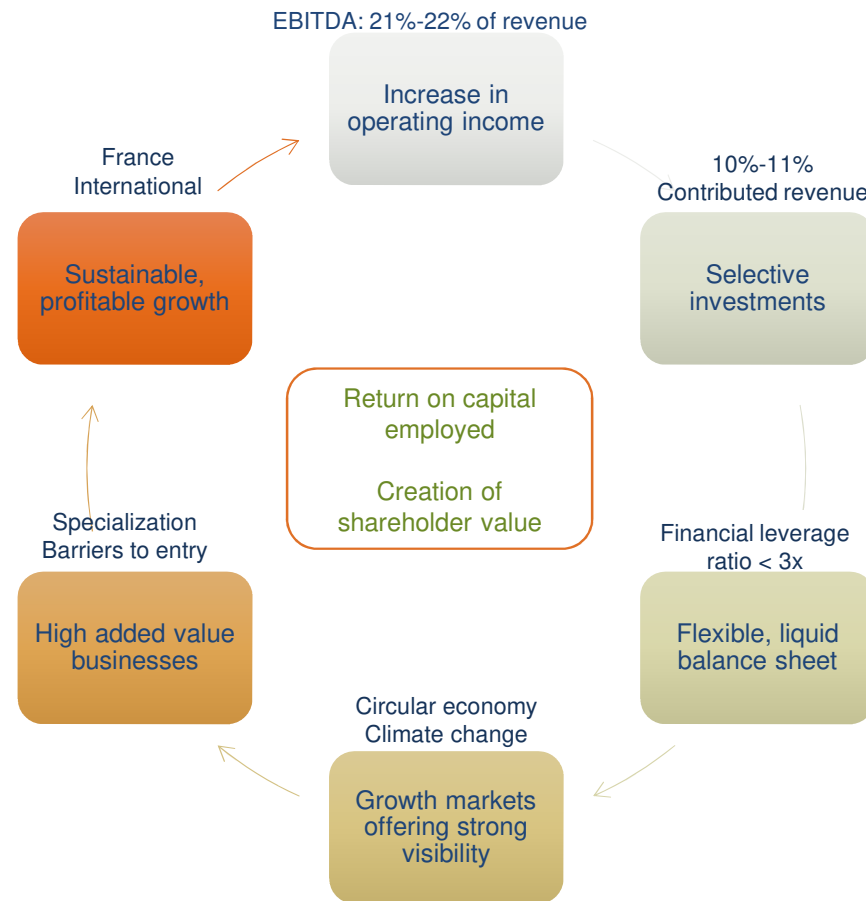 EBITDA: 21%-22% of revenue
Increase in
operating income
10%-11%
Contributed revenue
Selective
investments
Financial leverage
ratio < 3x
Flexible, liquid
balance sheet
Circular economy
Climate change
Growth markets
offering strong
visibility
Specialization
Barriers to entry
High added value
businesses
France
International
Sustainable,
profitable growth
Return on capital
employed
Creation of
shareholder value